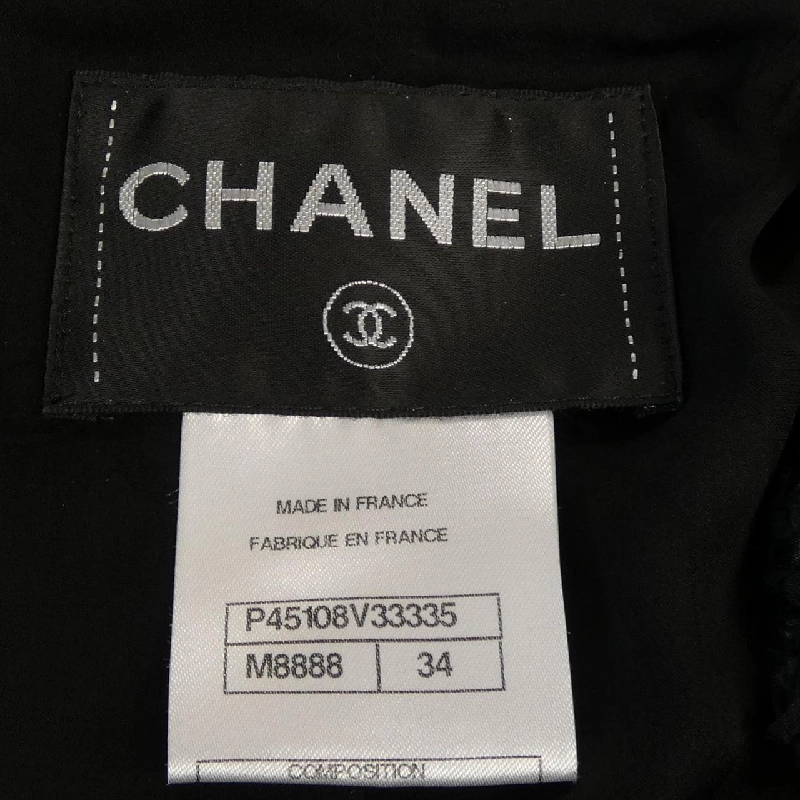 CHANEL
MADE IN FRANCE
FABRIQUE EN FRANCE
P45108V33335
M8888 34
COMPOSITION